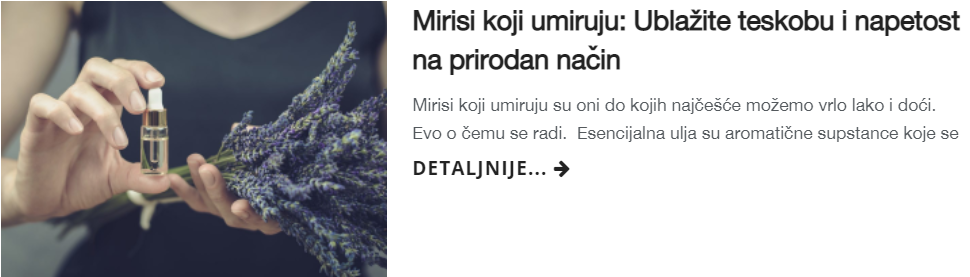 Mirisi koji umiruju: Ublažite teskobu i napetost
na prirodan način
Mirisi koji umiruju su oni do kojih najčešće možemo vrlo lako i doći.
Evo o čemu se radi. Esencijalna ulja su aromatične supstance koje se
DETALJNIJE...